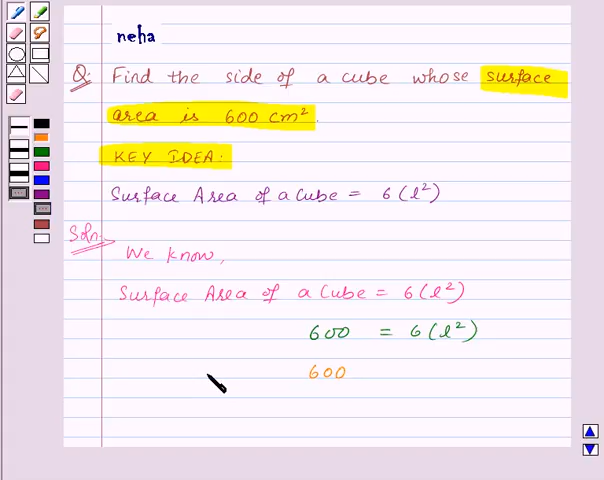 neha
Q: Find the side of a cube whose surface
area is 600 cm².
KEY IDEA:
Surface Area of a Cube = 6(l²)
Soln:
We know,
Surface Area of a Cube = 6(l²)
600 = 6(l²)
600